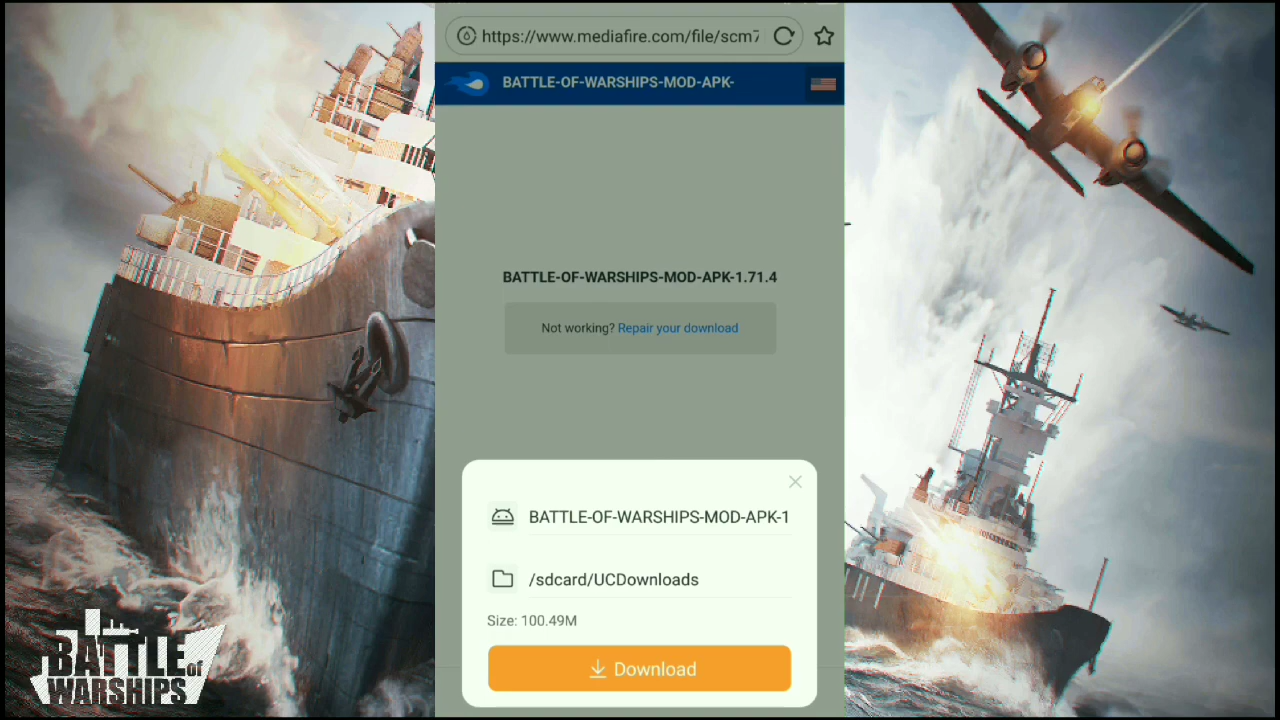 https://www.mediafire.com/file/scm7
BATTLE-OF-WARSHIPS-MOD-APK-
BATTLE-OF-WARSHIPS-MOD-APK-1.71.4
Not working? Repair your download
BATTLE-OF-WARSHIPS-MOD-APK-1
/sdcard/UCDownloads
Size: 100.49M
Download
BATTLE of
WARSHIPS